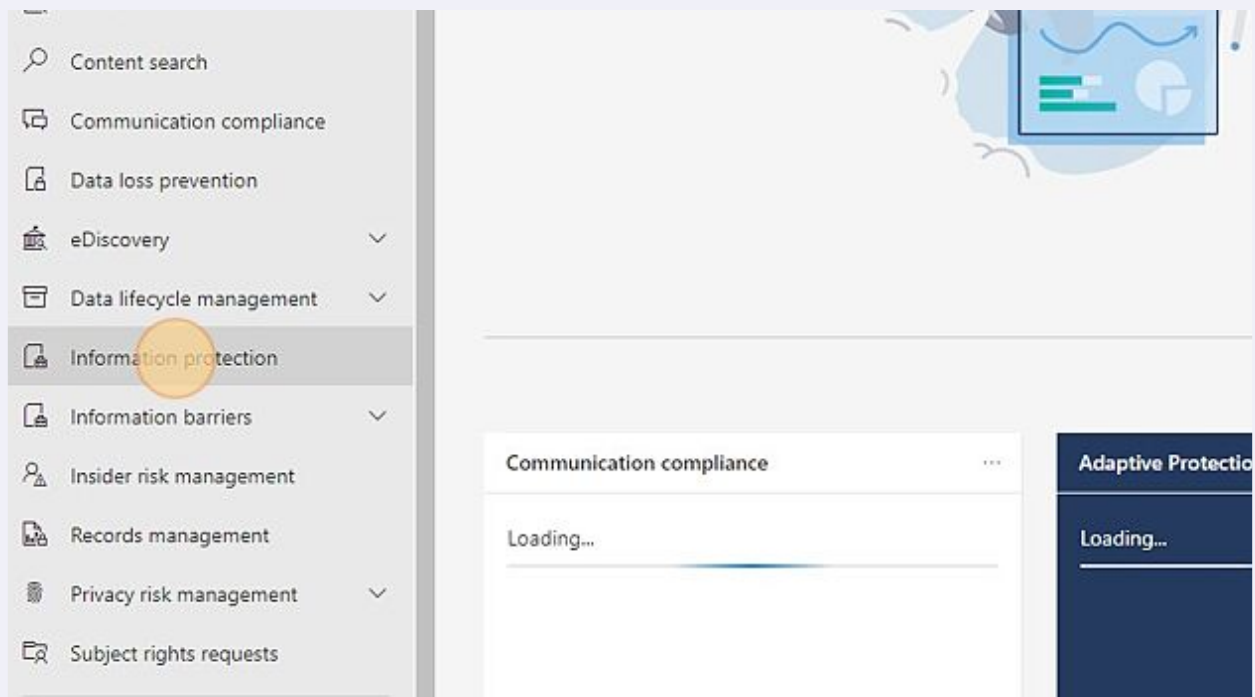 Content search
Communication compliance
Data loss prevention
eDiscovery
Data lifecycle management
Information protection
Information barriers
Insider risk management
Records management
Privacy risk management
Subject rights requests
Communication compliance
Loading...
Adaptive Protectio
Loading...